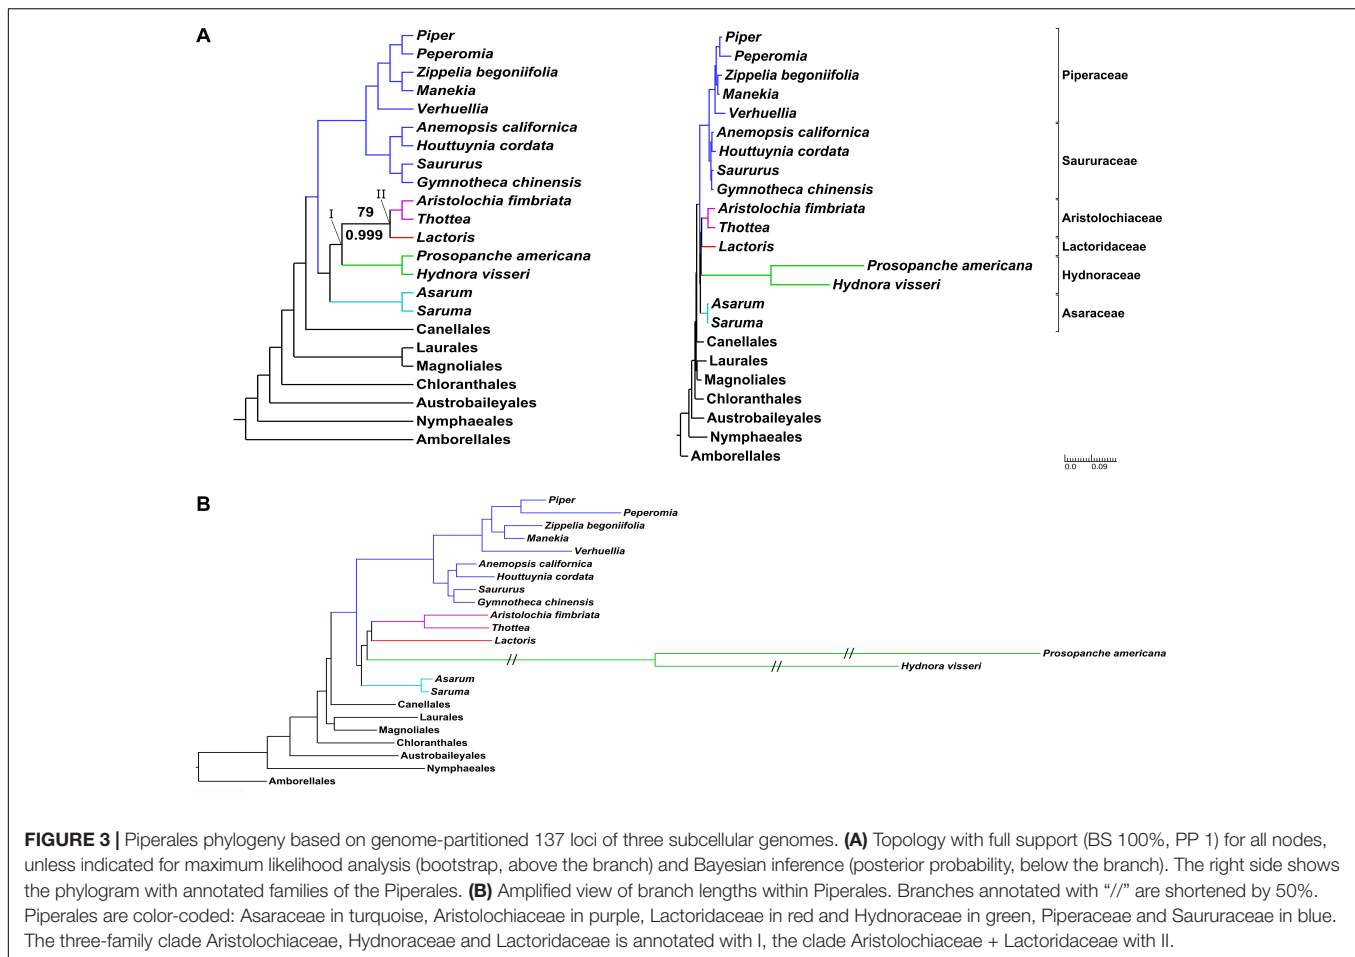 A
Piper
Peperomia
Zippelia begoniifolia
Manekia
Verhuellia
Anemopsis californica
Houttuynia cordata
Saururus
Gymnotheca chinensis
Aristolochia fimbriata
Thottea
Lactoris
Prosopanche americana
Hydnora visseri
Asarum
Saruma
Canellales
Laurales
Magnoliales
Chloranthales
Austrobaileyales
Nymphaeales
Amborellales
I
II
79
0.999
Piper
Peperomia
Zippelia begoniifolia
Manekia
Verhuellia
Anemopsis californica
Houttuynia cordata
Saururus
Gymnotheca chinensis
Aristolochia fimbriata
Thottea
Lactoris
Prosopanche americana
Hydnora visseri
Asarum
Saruma
Canellales
Laurales
Magnoliales
Chloranthales
Austrobaileyales
Nymphaeales
Amborellales
Piperaceae
Saururaceae
Aristolochiaceae
Lactoridaceae
Hydnoraceae
Asaraceae
0.0 0.09
B
Piper
Peperomia
Zippelia begoniifolia
Manekia
Verhuellia
Anemopsis californica
Houttuynia cordata
Saururus
Gymnotheca chinensis
Aristolochia fimbriata
Thottea
Lactoris
//
//
Prosopanche americana
//
Hydnora visseri
Asarum
Saruma
Canellales
Laurales
Magnoliales
Chloranthales
Austrobaileyales
Nymphaeales
Amborellales
FIGURE 3 | Piperales phylogeny based on genome-partitioned 137 loci of three subcellular genomes. (A) Topology with full support (BS 100%, PP 1) for all nodes,
unless indicated for maximum likelihood analysis (bootstrap, above the branch) and Bayesian inference (posterior probability, below the branch). The right side shows
the phylogram with annotated families of the Piperales. (B) Amplified view of branch lengths within Piperales. Branches annotated with “//” are shortened by 50%.
Piperales are color-coded: Asaraceae in turquoise, Aristolochiaceae in purple, Lactoridaceae in red and Hydnoraceae in green, Piperaceae and Saururaceae in blue.
The three-family clade Aristolochiaceae, Hydnoraceae and Lactoridaceae is annotated with I, the clade Aristolochiaceae + Lactoridaceae with II.